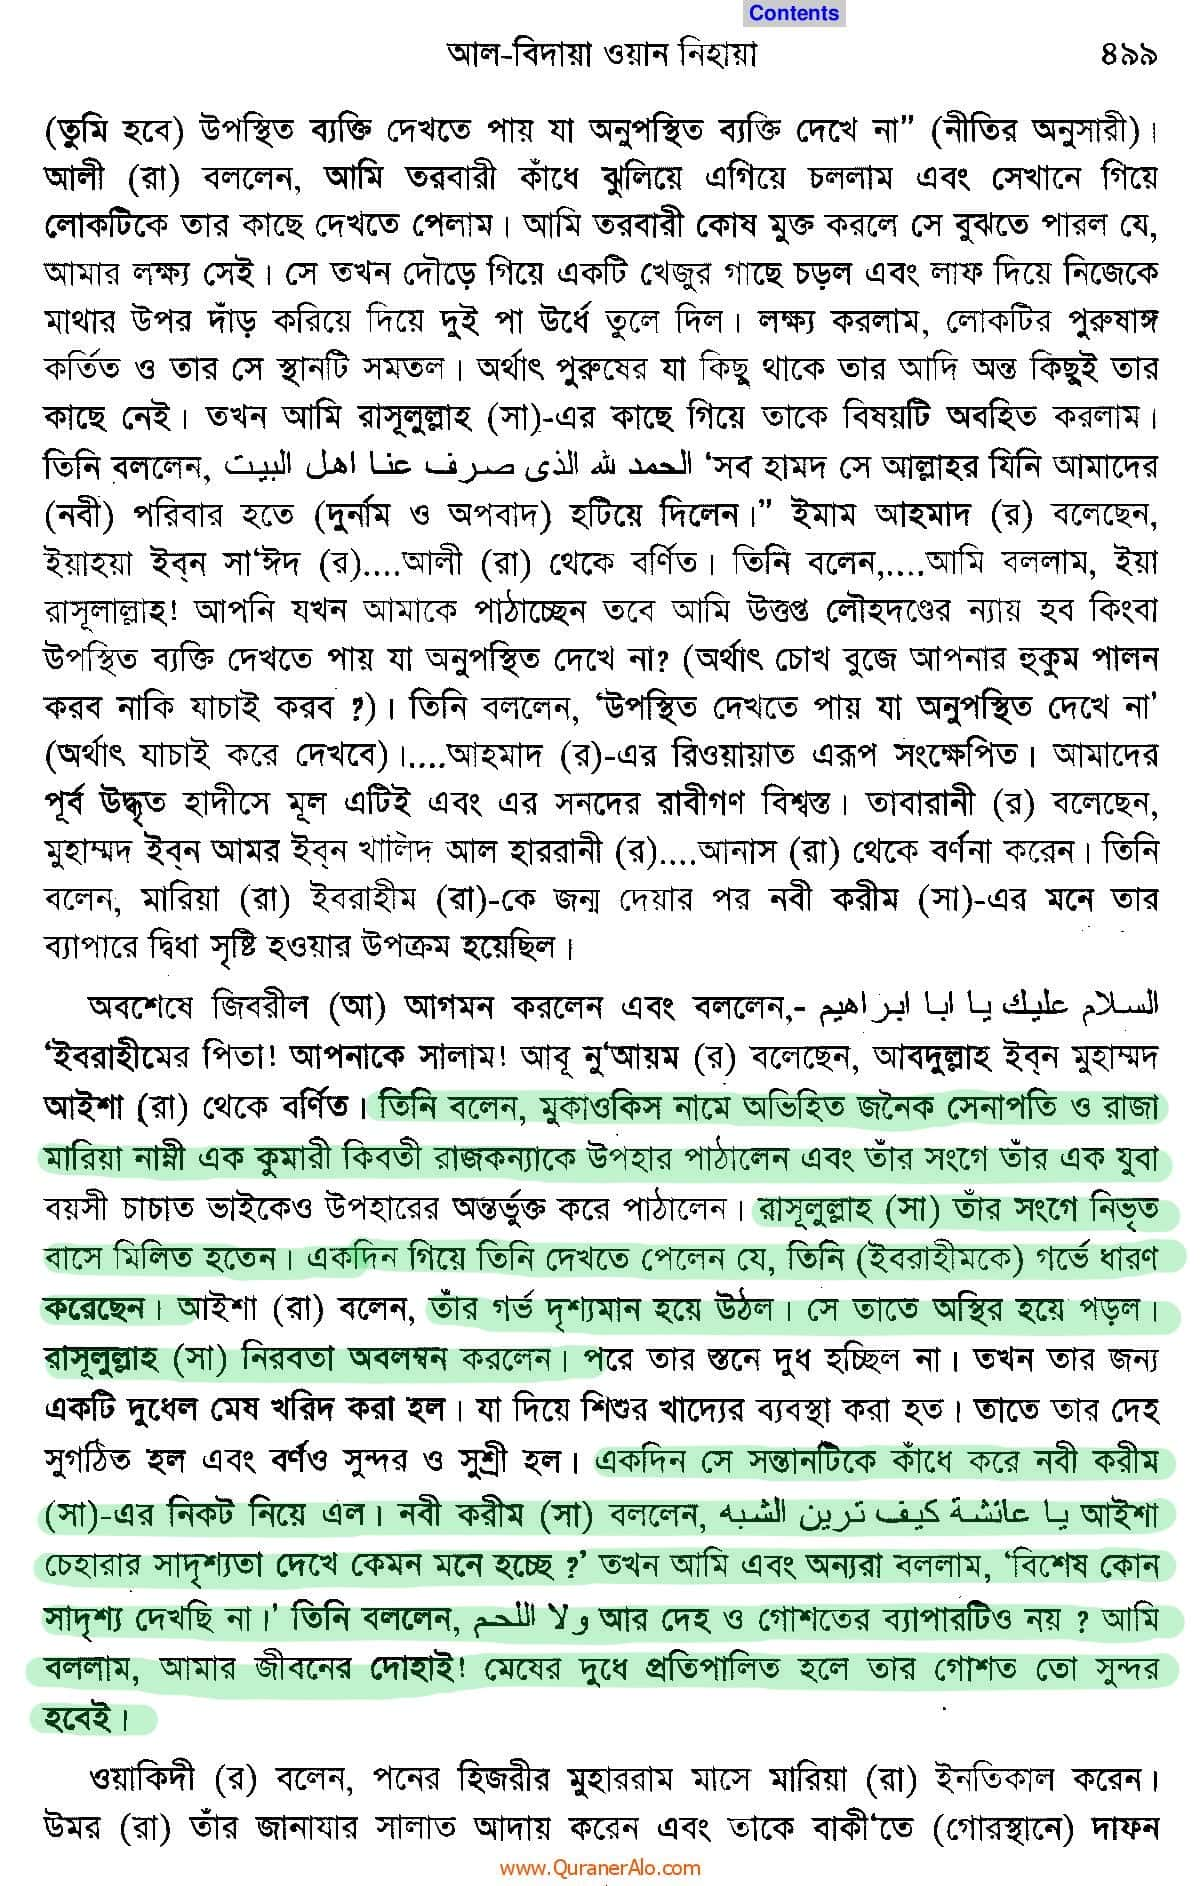 Contents
আল-বিদায়া ওয়ান নিহায়া ৪৯৯
(তুমি হবে) উপস্থিত ব্যক্তি দেখতে পায় যা অনুপস্থিত ব্যক্তি দেখে না” (নীতির অনুসারী)।
আলী (রা) বললেন, আমি তরবারী কাঁধে ঝুলিয়ে এগিয়ে চললাম এবং সেখানে গিয়ে
লোকটিকে তার কাছে দেখতে পেলাম। আমি তরবারী কোষ মুক্ত করলে সে বুঝতে পারল যে,
আমার লক্ষ্য সেই। সে তখন দৌড়ে গিয়ে একটি খেজুর গাছে চড়ল এবং লাফ দিয়ে নিজেকে
মাথার উপর দাঁড় করিয়ে দিয়ে দুই পা উর্ধে তুলে দিল। লক্ষ্য করলাম, লোকটির পুরুষাঙ্গ
কর্তিত ও তার সে স্থানটি সমতল। অর্থাৎ পুরুষের যা কিছু থাকে তার আদি অন্ত কিছুই তার
কাছে নেই। তখন আমি রাসূলুল্লাহ (সা)-এর কাছে গিয়ে তাকে বিষয়টি অবহিত করলাম।
তিনি বললেন, الحمد لله الذى صرف عنا اهل البيت ‘সব হামদ সে আল্লাহর যিনি আমাদের
(নবী) পরিবার হতে (দুর্নাম ও অপবাদ) হটিয়ে দিলেন।” ইমাম আহমাদ (র) বলেছেন,
ইয়াহয়া ইব্‌ন সা‘ঈদ (র)....আলী (রা) থেকে বর্ণিত। তিনি বলেন,....আমি বললাম, ইয়া
রাসূলাল্লাহ! আপনি যখন আমাকে পাঠাচ্ছেন তবে আমি উত্তপ্ত লৌহদণ্ডের ন্যায় হব কিংবা
উপস্থিত ব্যক্তি দেখতে পায় যা অনুপস্থিত দেখে না? (অর্থাৎ চোখ বুজে আপনার হুকুম পালন
করব নাকি যাচাই করব ?)। তিনি বললেন, ‘উপস্থিত দেখতে পায় যা অনুপস্থিত দেখে না’
(অর্থাৎ যাচাই করে দেখবে)।....আহমাদ (র)-এর রিওয়ায়াত এরূপ সংক্ষেপিত। আমাদের
পূর্ব উদ্ধৃত হাদীসে মূল এটিই এবং এর সনদের রাবীগণ বিশ্বস্ত। তাবারানী (র) বলেছেন,
মুহাম্মদ ইব্‌ন আমর ইব্‌ন খালিদ আল হাররানী (র)....আনাস (রা) থেকে বর্ণনা করেন। তিনি
বলেন, মারিয়া (রা) ইবরাহীম (রা)-কে জন্ম দেয়ার পর নবী করীম (সা)-এর মনে তার
ব্যাপারে দ্বিধা সৃষ্টি হওয়ার উপক্রম হয়েছিল।
অবশেষে জিবরীল (আ) আগমন করলেন এবং বললেন,- السلام عليك يا ابا ابراهيم
‘ইবরাহীমের পিতা! আপনাকে সালাম! আবূ নু‘আয়ম (র) বলেছেন, আবদুল্লাহ ইব্‌ন মুহাম্মদ
আইশা (রা) থেকে বর্ণিত। তিনি বলেন, মুকাওকিস নামে অভিহিত জনৈক সেনাপতি ও রাজা
মারিয়া নাম্নী এক কুমারী কিবতী রাজকন্যাকে উপহার পাঠালেন এবং তাঁর সংগে তাঁর এক যুবা
বয়সী চাচাত ভাইকেও উপহারের অন্তর্ভুক্ত করে পাঠালেন। রাসূলুল্লাহ (সা) তাঁর সংগে নিভৃত
বাসে মিলিত হতেন। একদিন গিয়ে তিনি দেখতে পেলেন যে, তিনি (ইবরাহীমকে) গর্ভে ধারণ
করেছেন। আইশা (রা) বলেন, তাঁর গর্ভ দৃশ্যমান হয়ে উঠল। সে তাতে অস্থির হয়ে পড়ল।
রাসূলুল্লাহ (সা) নিরবতা অবলম্বন করলেন। পরে তার স্তনে দুধ হচ্ছিল না। তখন তার জন্য
একটি দুধেল মেষ খরিদ করা হল। যা দিয়ে শিশুর খাদ্যের ব্যবস্থা করা হত। তাতে তার দেহ
সুগঠিত হল এবং বর্ণও সুন্দর ও সুশ্রী হল। একদিন সে সন্তানটিকে কাঁধে করে নবী করীম
(সা)-এর নিকট নিয়ে এল। নবী করীম (সা) বললেন, يا عائشة كيف ترين الشبه আইশা
চেহারার সাদৃশ্যতা দেখে কেমন মনে হচ্ছে ?’ তখন আমি এবং অন্যরা বললাম, ‘বিশেষ কোন
সাদৃশ্য দেখছি না।’ তিনি বললেন, ولا اللحم আর দেহ ও গোশতের ব্যাপারটিও নয় ? আমি
বললাম, আমার জীবনের দোহাই! মেষের দুধে প্রতিপালিত হলে তার গোশত তো সুন্দর
হবেই।
ওয়াকিদী (র) বলেন, পনের হিজরীর মুহাররাম মাসে মারিয়া (রা) ইনতিকাল করেন।
উমর (রা) তাঁর জানাযার সালাত আদায় করেন এবং তাকে বাকী‘তে (গোরস্থানে) দাফন
www.QuranerAlo.com